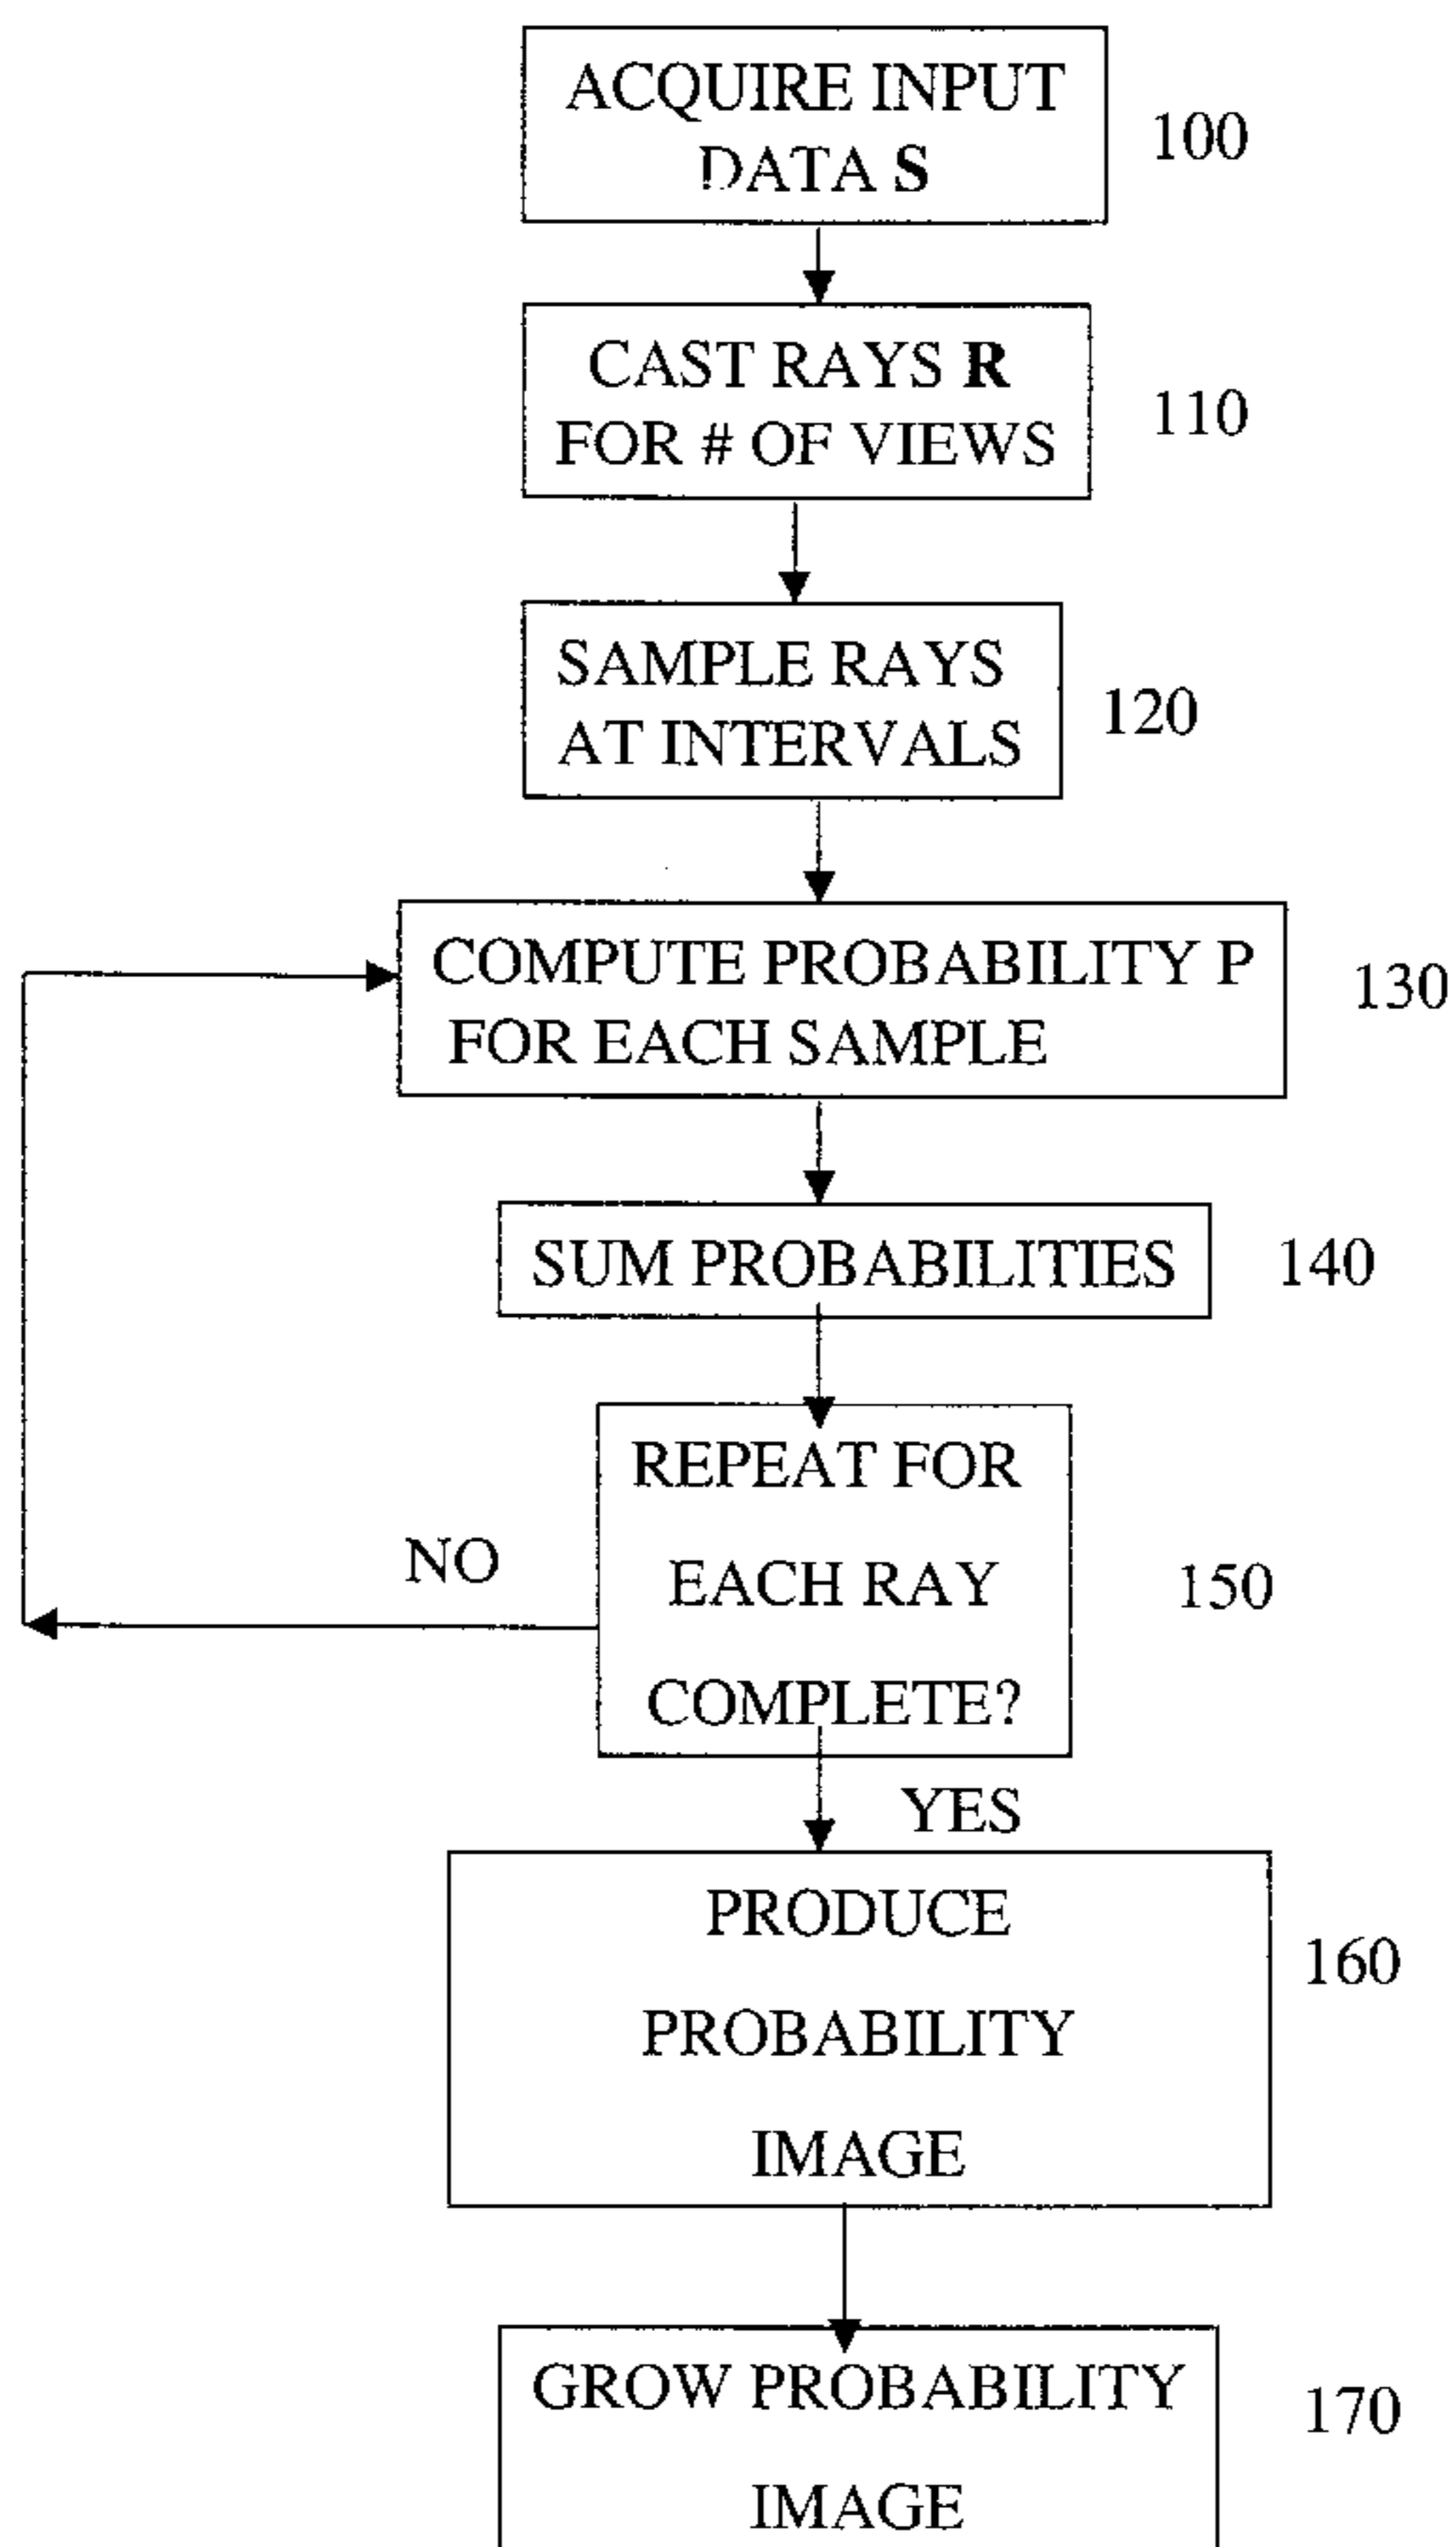 ACQUIRE INPUT
DATA S
100
CAST RAYS R
FOR # OF VIEWS
110
SAMPLE RAYS
AT INTERVALS
120
COMPUTE PROBABILITY P
FOR EACH SAMPLE
130
SUM PROBABILITIES
140
REPEAT FOR
EACH RAY
COMPLETE?
150
NO
YES
PRODUCE
PROBABILITY
IMAGE
160
GROW PROBABILITY
IMAGE
170